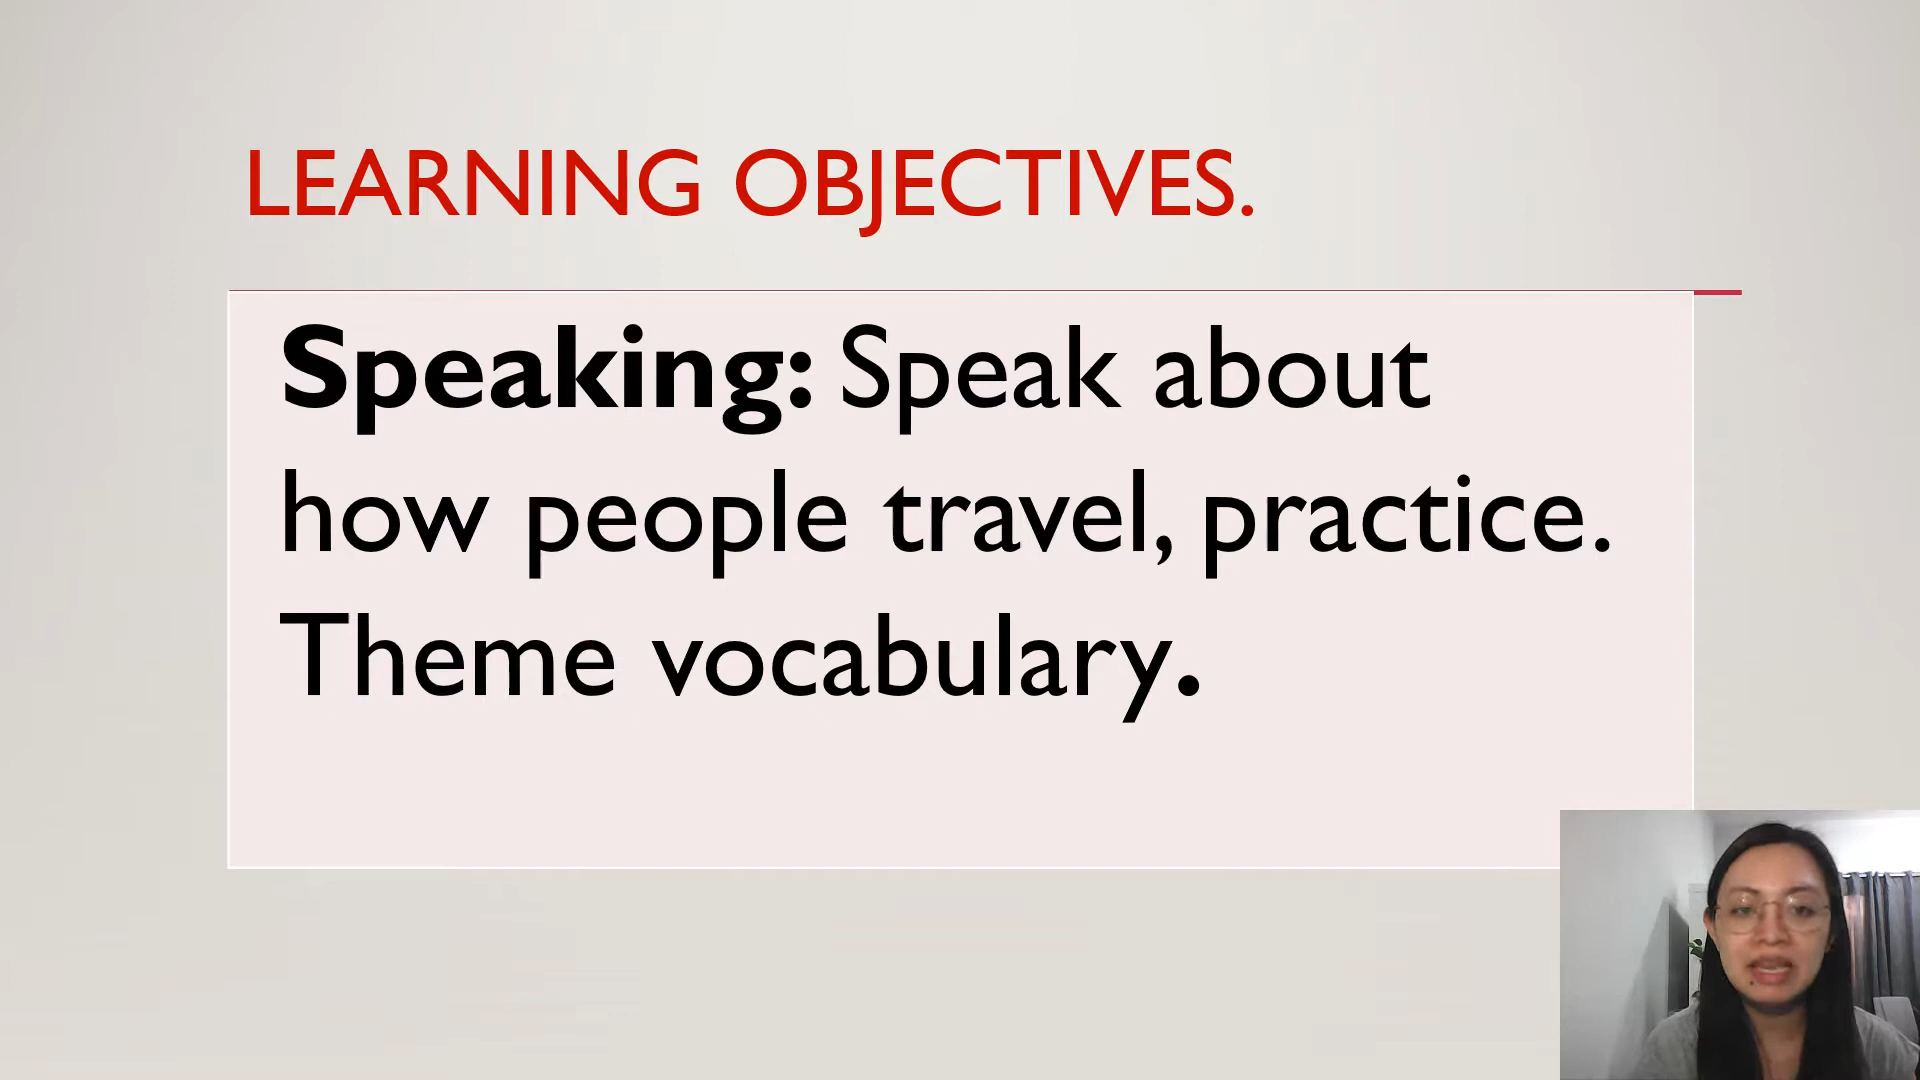 LEARNING OBJECTIVES.
Speaking: Speak about
how people travel, practice.
Theme vocabulary.